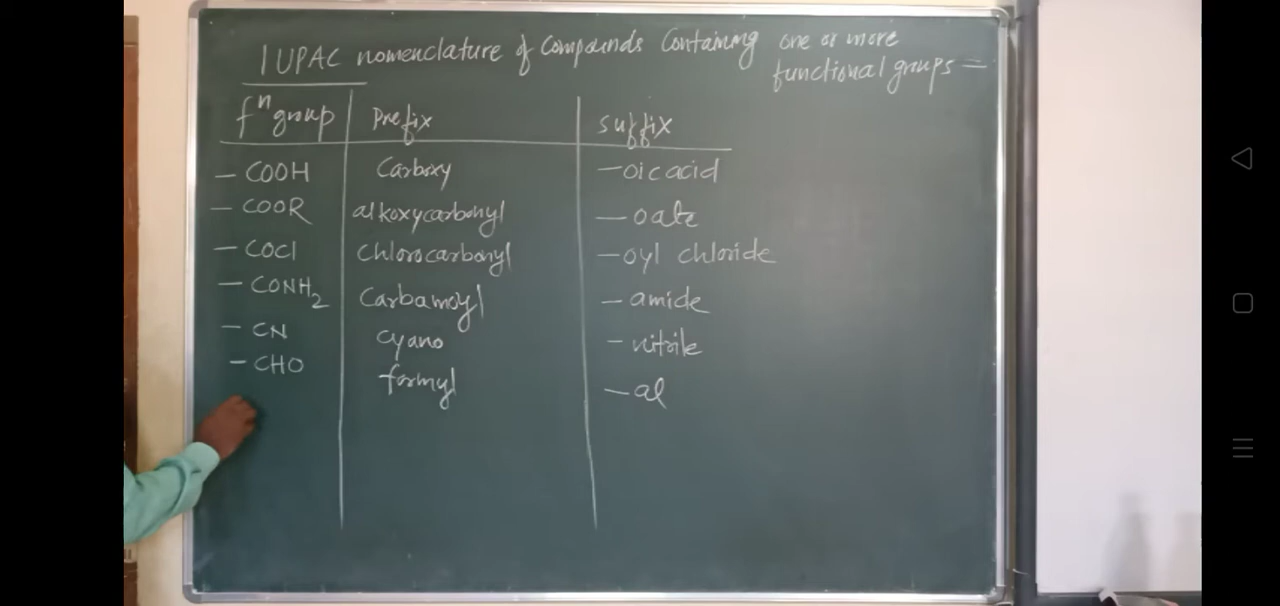 IUPAC nomenclature of Compounds Containing one or more
functional groups =
fⁿ group Prefix Suffix
- COOH Carboxy - oic acid
- COOR alkoxycarbonyl - oate
- COCl Chlorocarbonyl - oyl chloride
- CONH₂ Carbamoyl - amide
- CN Cyano - nitrile
- CHO formyl - al